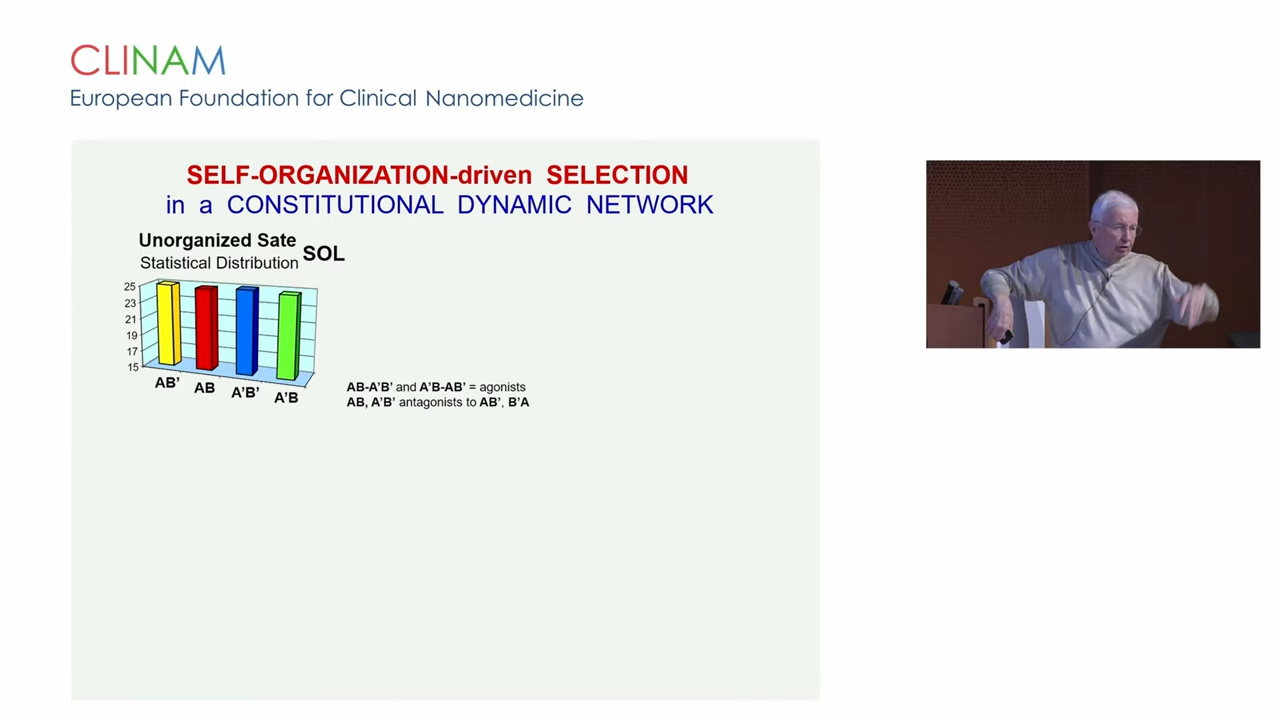 CLINAM
European Foundation for Clinical Nanomedicine
SELF-ORGANIZATION-driven SELECTION
in a CONSTITUTIONAL DYNAMIC NETWORK
Unorganized Sate
Statistical Distribution
SOL
25
23
21
19
17
15
AB’
AB
A’B’
A’B
AB-A’B’ and A’B-AB’ = agonists
AB, A’B’ antagonists to AB’, B’A